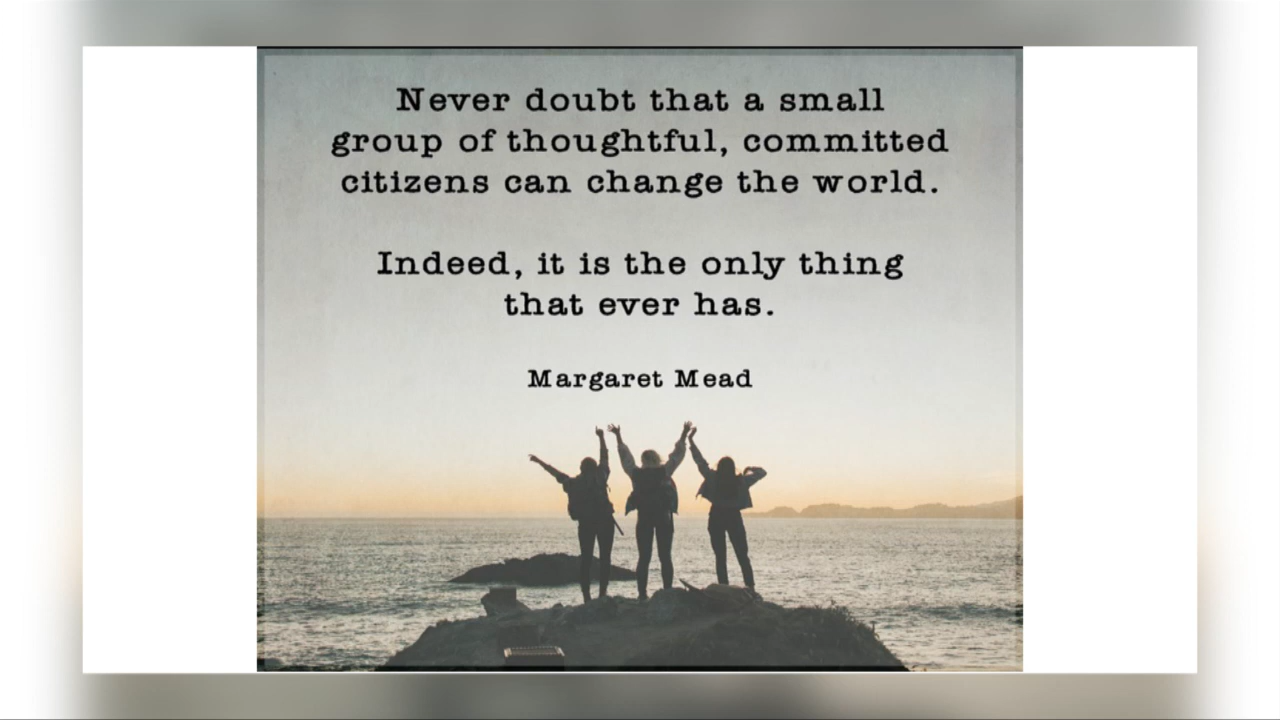 Never doubt that a small
group of thoughtful, committed
citizens can change the world.
Indeed, it is the only thing
that ever has.
Margaret Mead